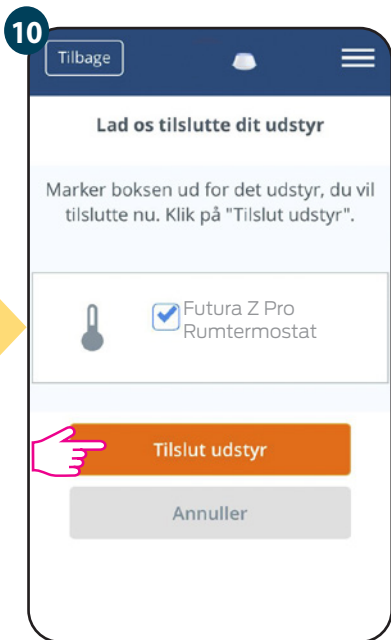 10
Tilbage
Lad os tilslutte dit udstyr
Marker boksen ud for det udstyr, du vil
tilslutte nu. Klik på "Tilslut udstyr".
Futura Z Pro
Rumtermostat
Tilslut udstyr
Annuller